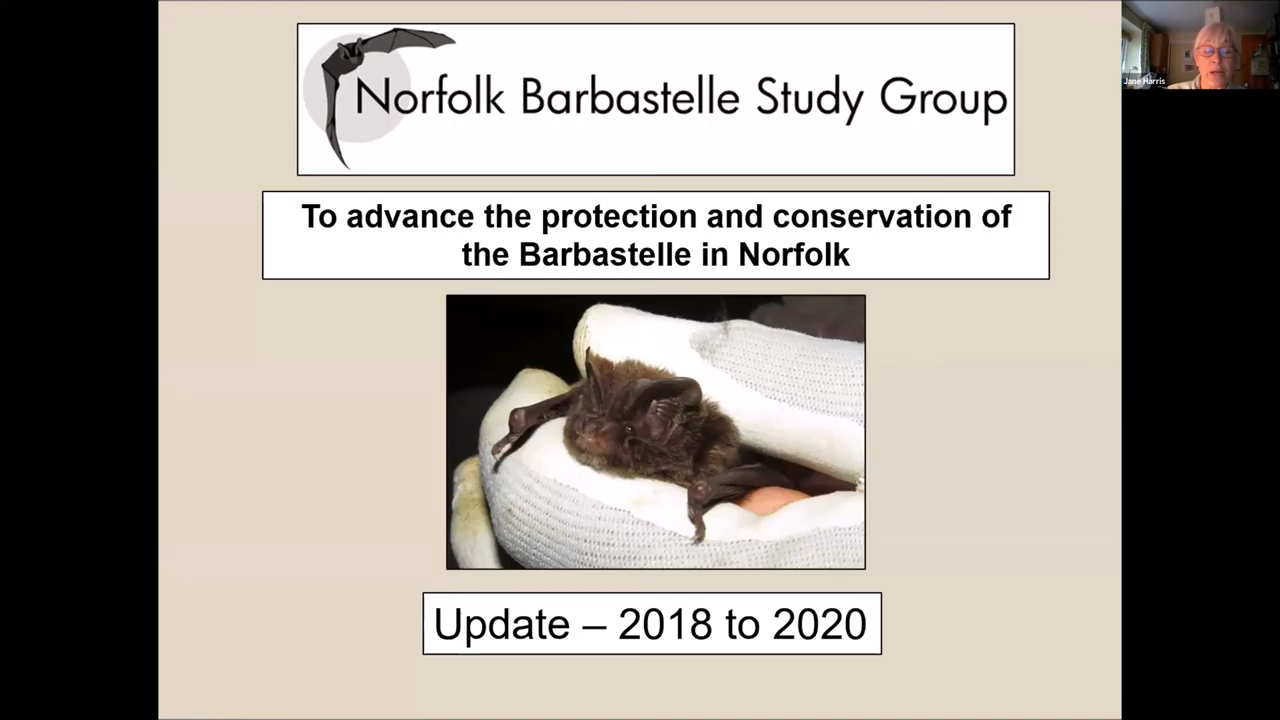 Norfolk Barbastelle Study Group
Jane Harris
To advance the protection and conservation of
the Barbastelle in Norfolk
Update – 2018 to 2020